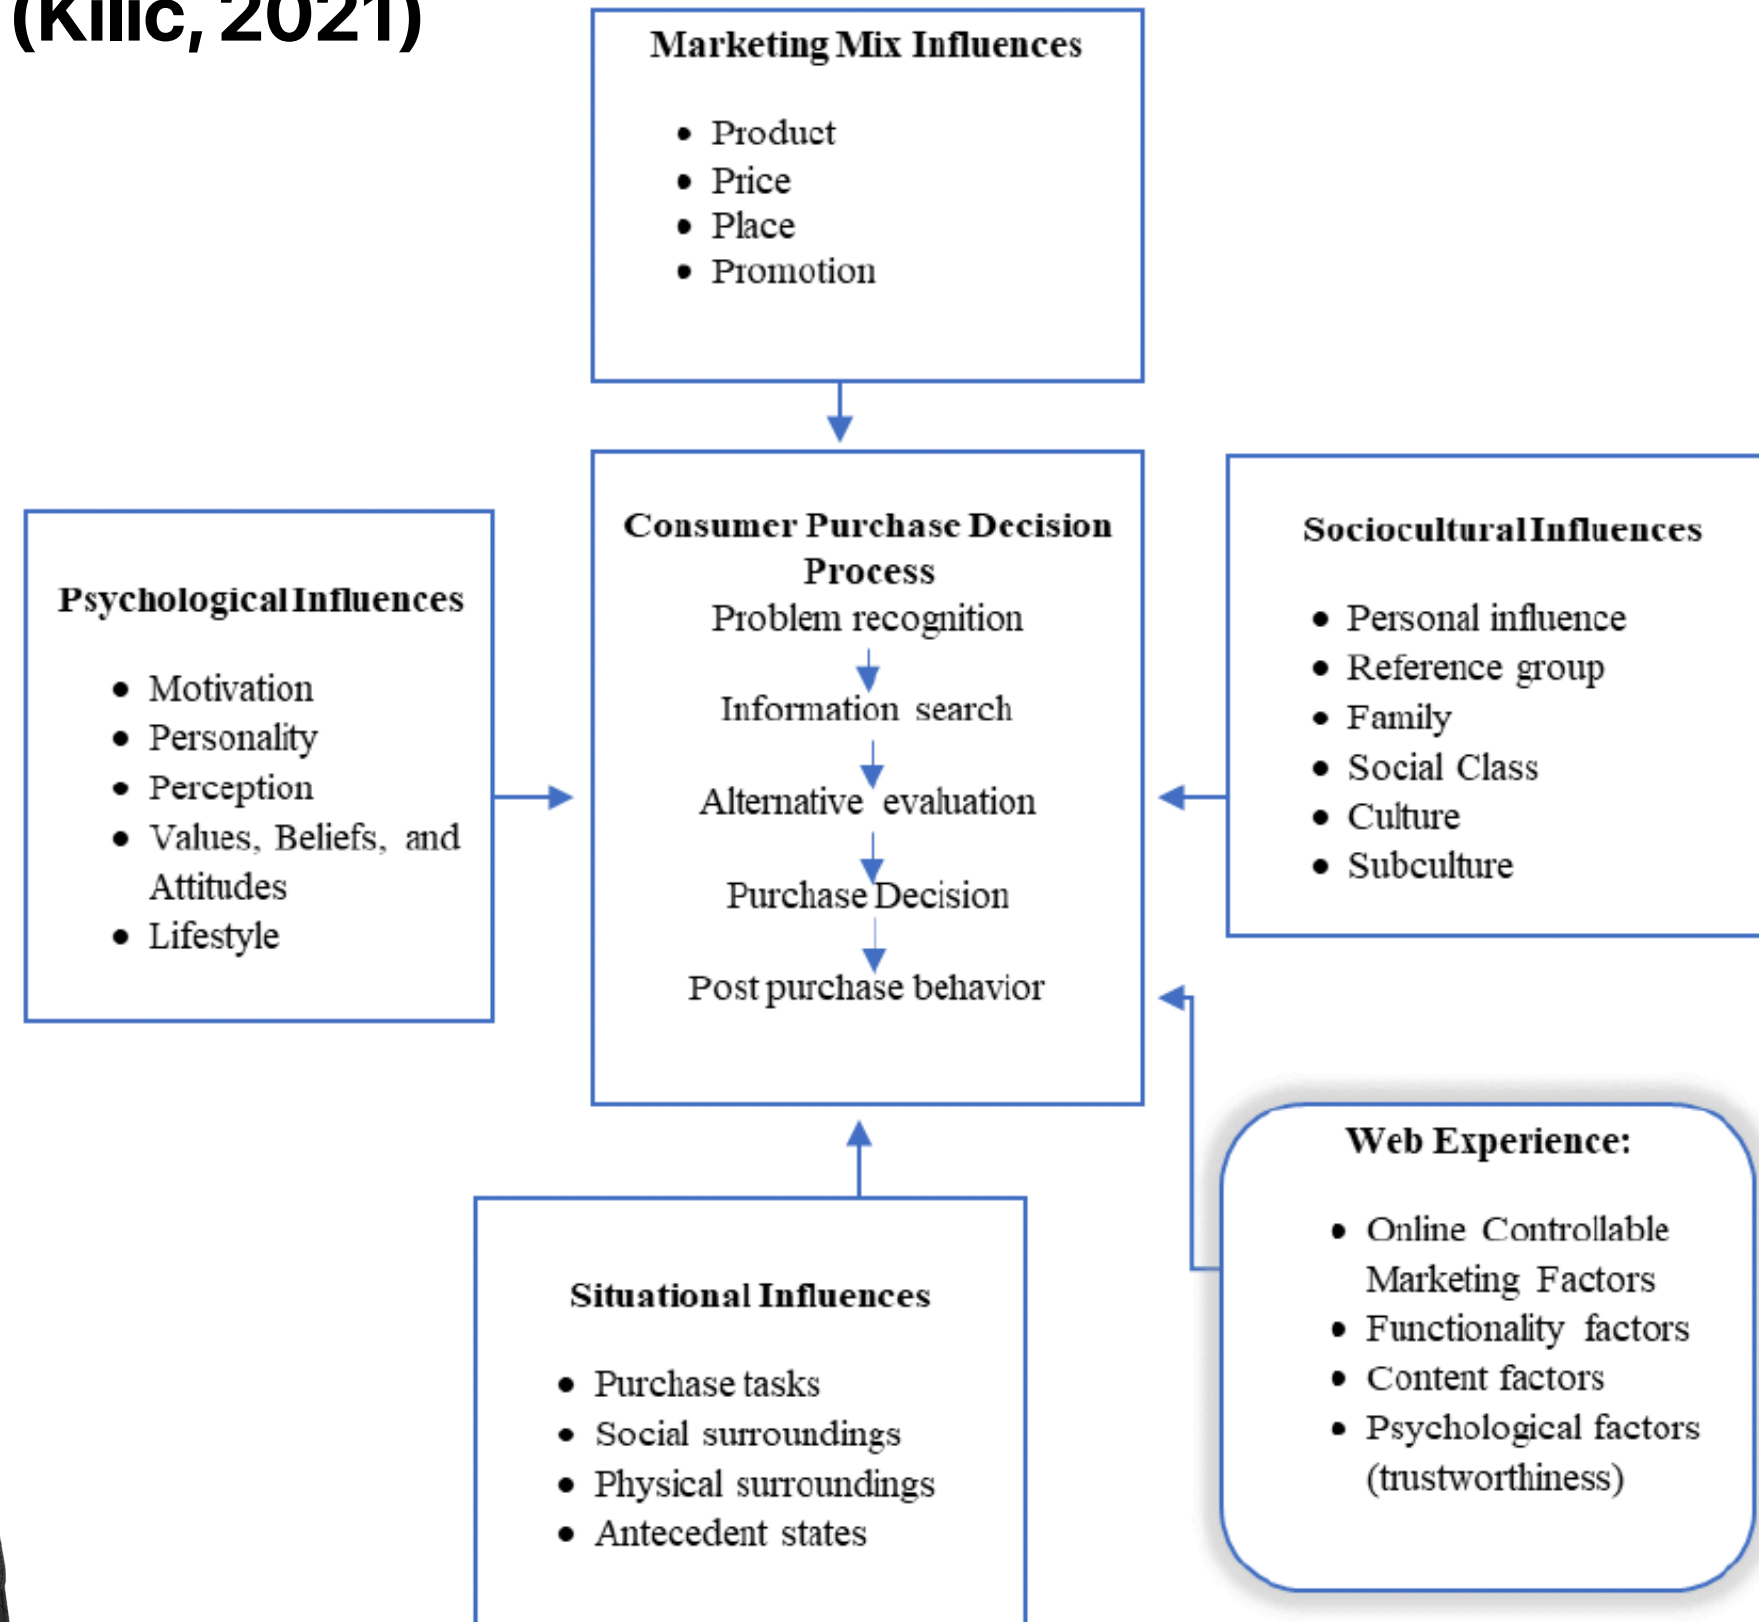 (Kilic, 2021)
Marketing Mix Influences
• Product
• Price
• Place
• Promotion
Psychological Influences
• Motivation
• Personality
• Perception
• Values, Beliefs, and
Attitudes
• Lifestyle
Consumer Purchase Decision
Process
Problem recognition
Information search
Alternative evaluation
Purchase Decision
Post purchase behavior
Sociocultural Influences
• Personal influence
• Reference group
• Family
• Social Class
• Culture
• Subculture
Situational Influences
• Purchase tasks
• Social surroundings
• Physical surroundings
• Antecedent states
Web Experience:
• Online Controllable
Marketing Factors
• Functionality factors
• Content factors
• Psychological factors
(trustworthiness)